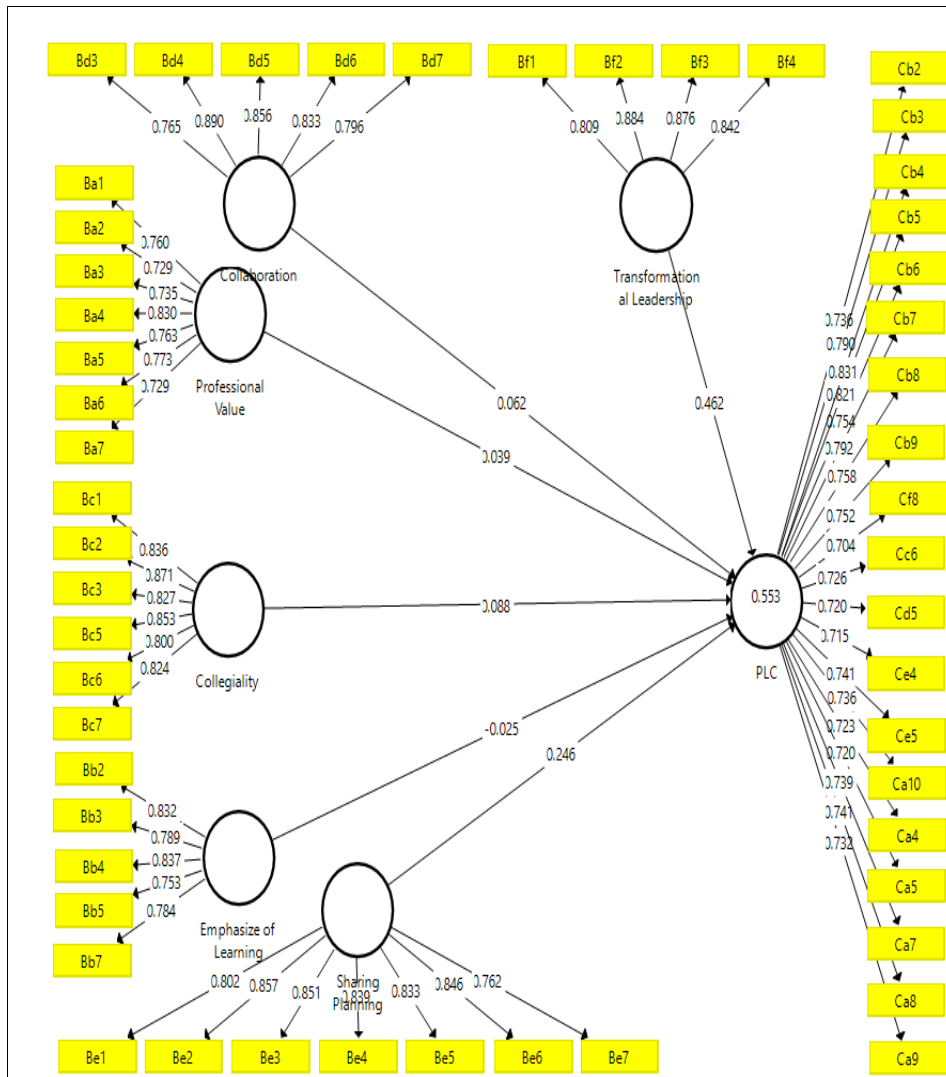 Bd3
Bd4
Bd5
Bd6
Bd7
0.765
0.890
0.856
0.833
0.796
Collaboration
Bf1
Bf2
Bf3
Bf4
0.809
0.884
0.876
0.842
Transformation
al Leadership
Ba1
Ba2
Ba3
Ba4
Ba5
Ba6
Ba7
0.760
0.729
0.735
0.830
0.763
0.773
0.729
Professional
Value
Bc1
Bc2
Bc3
Bc5
Bc6
Bc7
0.836
0.871
0.827
0.853
0.800
0.824
Collegiality
Bb2
Bb3
Bb4
Bb5
Bb7
0.832
0.789
0.837
0.753
0.784
Emphasize of
Learning
Sharing
Planning
0.802
0.857
0.851
0.839
0.833
0.846
0.762
Be1
Be2
Be3
Be4
Be5
Be6
Be7
0.062
0.039
0.462
0.088
-0.025
0.246
0.553
PLC
0.736
0.790
0.831
0.821
0.754
0.792
0.758
0.752
0.704
0.726
0.720
0.715
0.741
0.736
0.723
0.720
0.739
0.741
0.732
Cb2
Cb3
Cb4
Cb5
Cb6
Cb7
Cb8
Cb9
Cf8
Cc6
Cd5
Ce4
Ce5
Ca10
Ca4
Ca5
Ca7
Ca8
Ca9